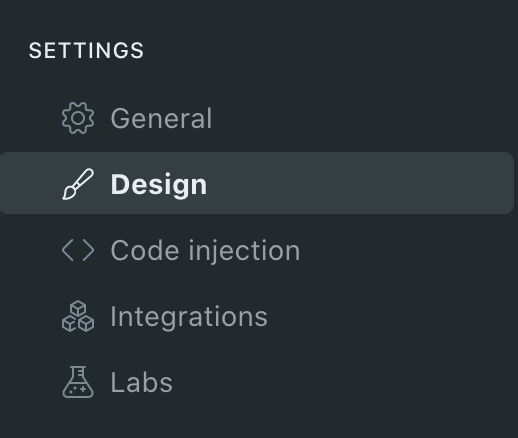 SETTINGS
General
Design
Code injection
Integrations
Labs